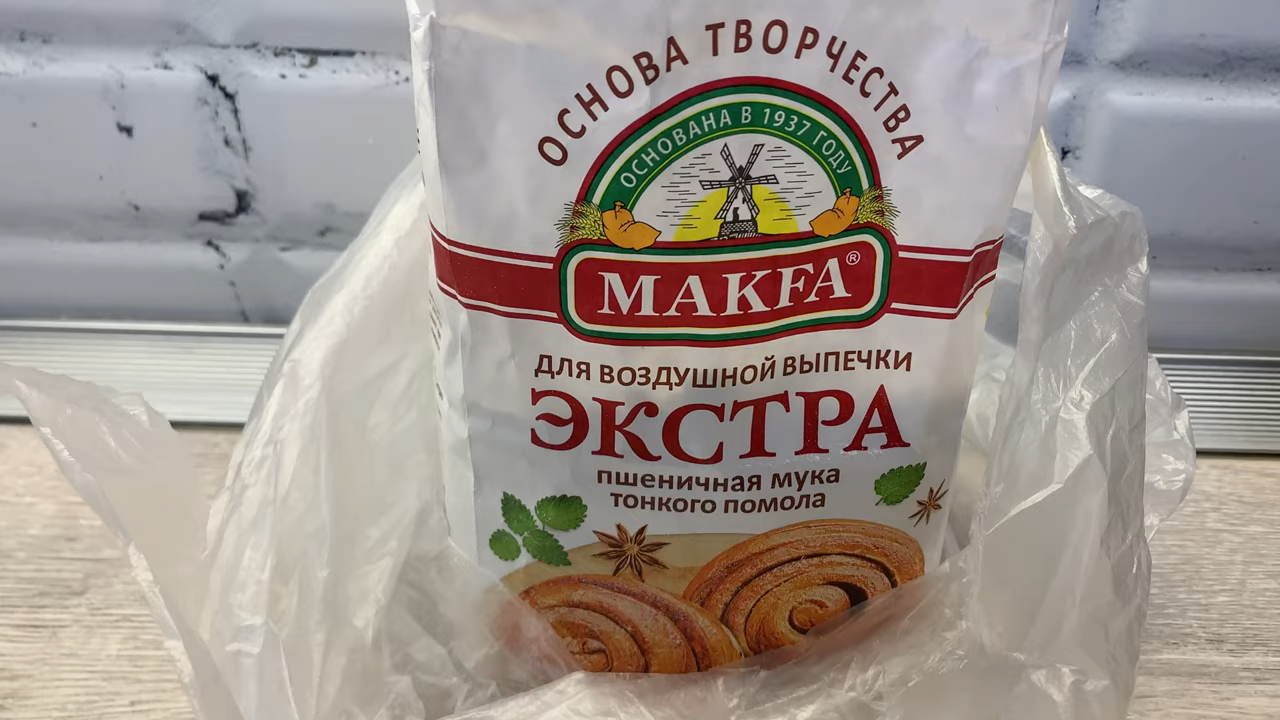 ОСНОВА ТВОРЧЕСТВА
ОСНОВАНА В 1937 ГОДУ
MAKFA®
ДЛЯ ВОЗДУШНОЙ ВЫПЕЧКИ
ЭКСТРА
пшеничная мука
тонкого помола